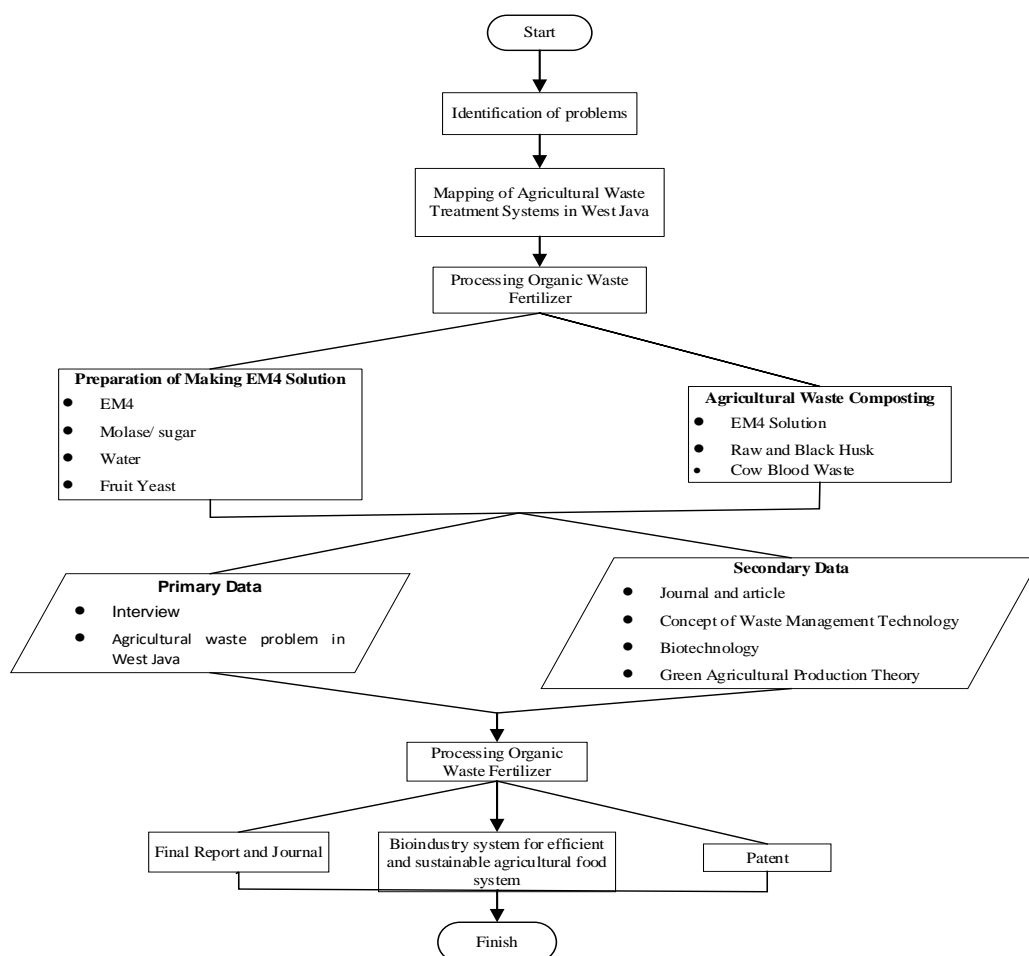 Start
Identification of problems
Mapping of Agricultural Waste
Treatment Systems in West Java
Processing Organic Waste
Fertilizer
Preparation of Making EM4 Solution
● EM4
● Molase/ sugar
● Water
● Fruit Yeast
Agricultural Waste Composting
● EM4 Solution
● Raw and Black Husk
● Cow Blood Waste
Primary Data
● Interview
● Agricultural waste problem in
West Java
Secondary Data
● Journal and article
● Concept of Waste Management Technology
● Biotechnology
● Green Agricultural Production Theory
Processing Organic
Waste Fertilizer
Final Report and Journal
Bioindustry system for efficient
and sustainable agricultural food
system
Patent
Finish